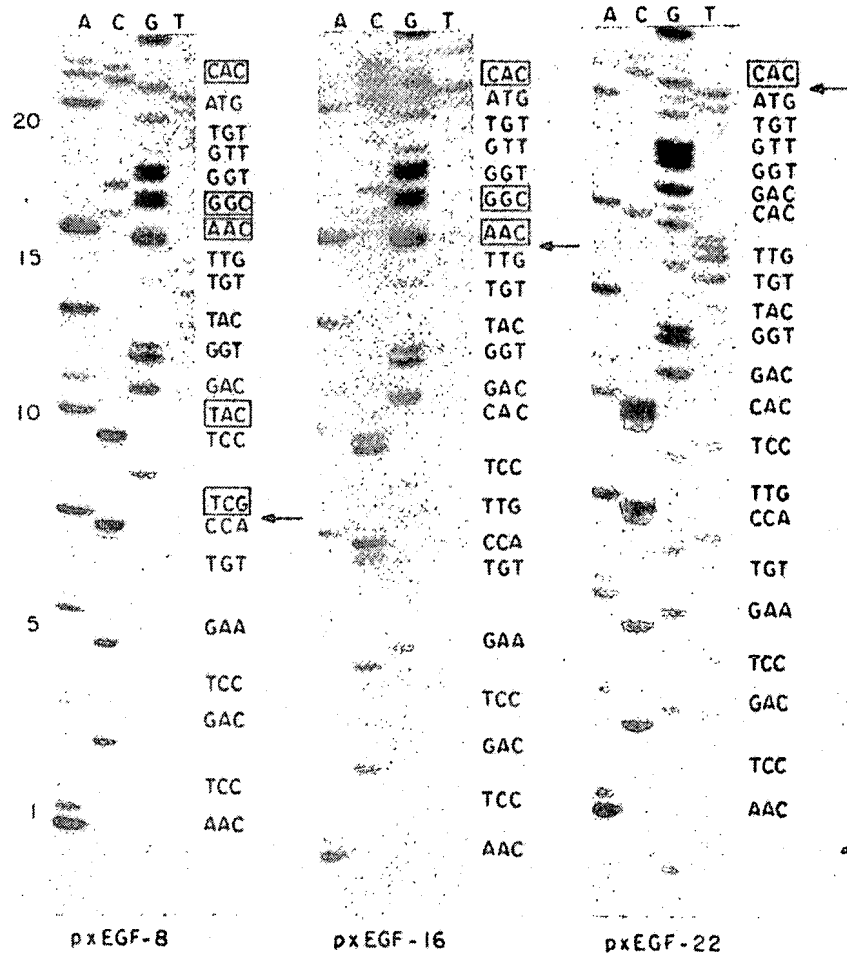 A C G T
20
15
10
5
1
CAC
ATG
TGT
GTT
GGT
GGC
AAC
TTG
TGT
TAC
GGT
GAC
TAC
TCC
TCG
CCA
TGT
GAA
TCC
GAC
TCC
AAC
pxEGF-8
A C G T
CAC
ATG
TGT
GTT
GGT
GGC
AAC
TTG
TGT
TAC
GGT
GAC
CAC
TCC
TTG
CCA
TGT
GAA
TCC
GAC
TCC
AAC
pxEGF-16
A C G T
CAC
ATG
TGT
GTT
GGT
GAC
CAC
TTG
TGT
TAC
GGT
GAC
CAC
TCC
TTG
CCA
TGT
GAA
TCC
GAC
TCC
AAC
pxEGF-22